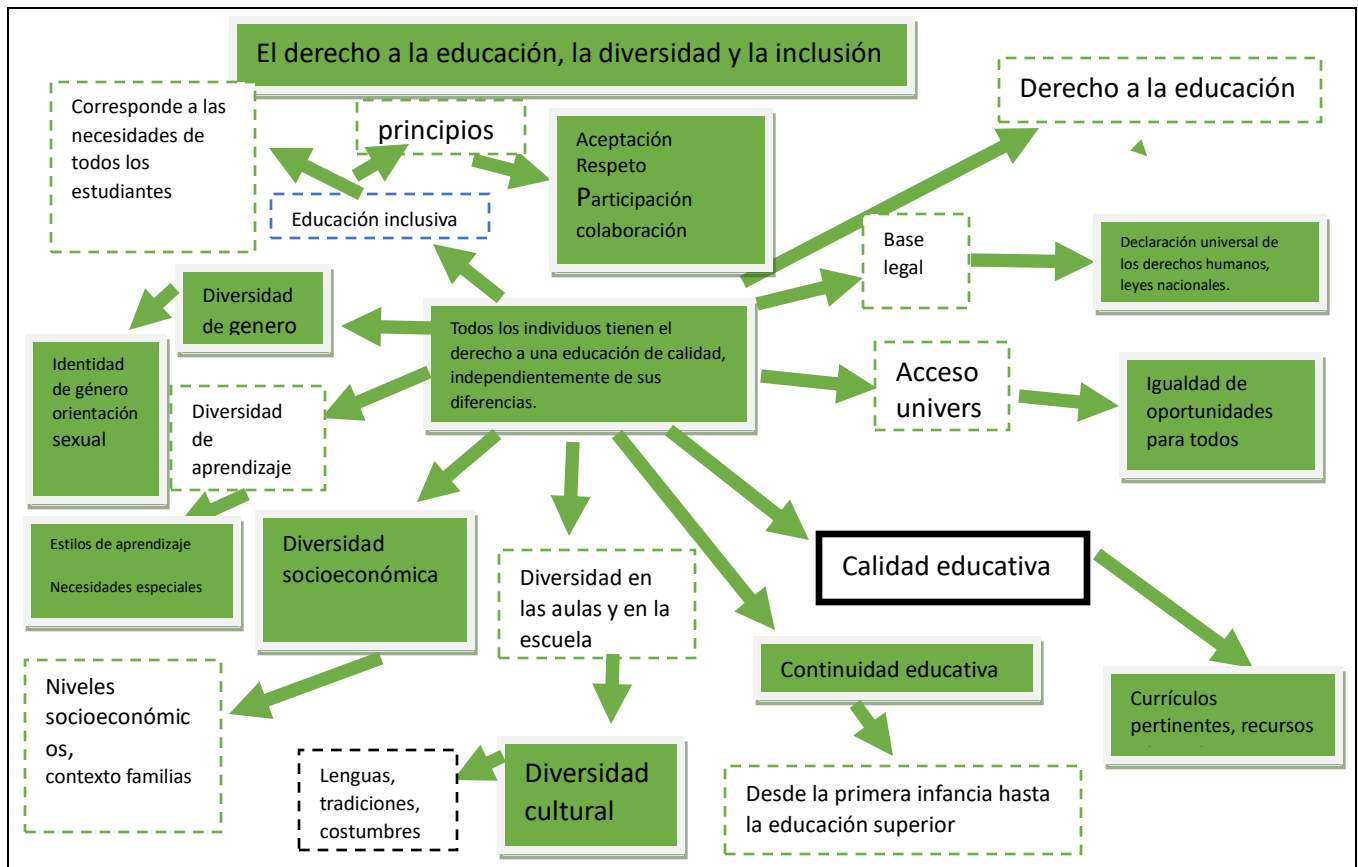 El derecho a la educación, la diversidad y la inclusión
Corresponde a las
necesidades de
todos los
estudiantes
principios
Aceptación
Respeto
Participación
colaboración
Derecho a la educación
Educación inclusiva
Base
legal
Declaración universal de
los derechos humanos,
leyes nacionales.
Diversidad
de genero
Todos los individuos tienen el
derecho a una educación de calidad,
independientemente de sus
diferencias.
Identidad
de género
orientación
sexual
Diversidad
de
aprendizaje
Acceso
univers
Igualdad de
oportunidades
para todos
Estilos de aprendizaje
Necesidades especiales
Diversidad
socioeconómica
Diversidad en
las aulas y en la
escuela
Calidad educativa
Continuidad educativa
Currículos
pertinentes, recursos
Niveles
socioeconómic
os,
contexto familias
Lenguas,
tradiciones,
costumbres
Diversidad
cultural
Desde la primera infancia hasta
la educación superior